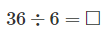 36 ÷ 6 = □